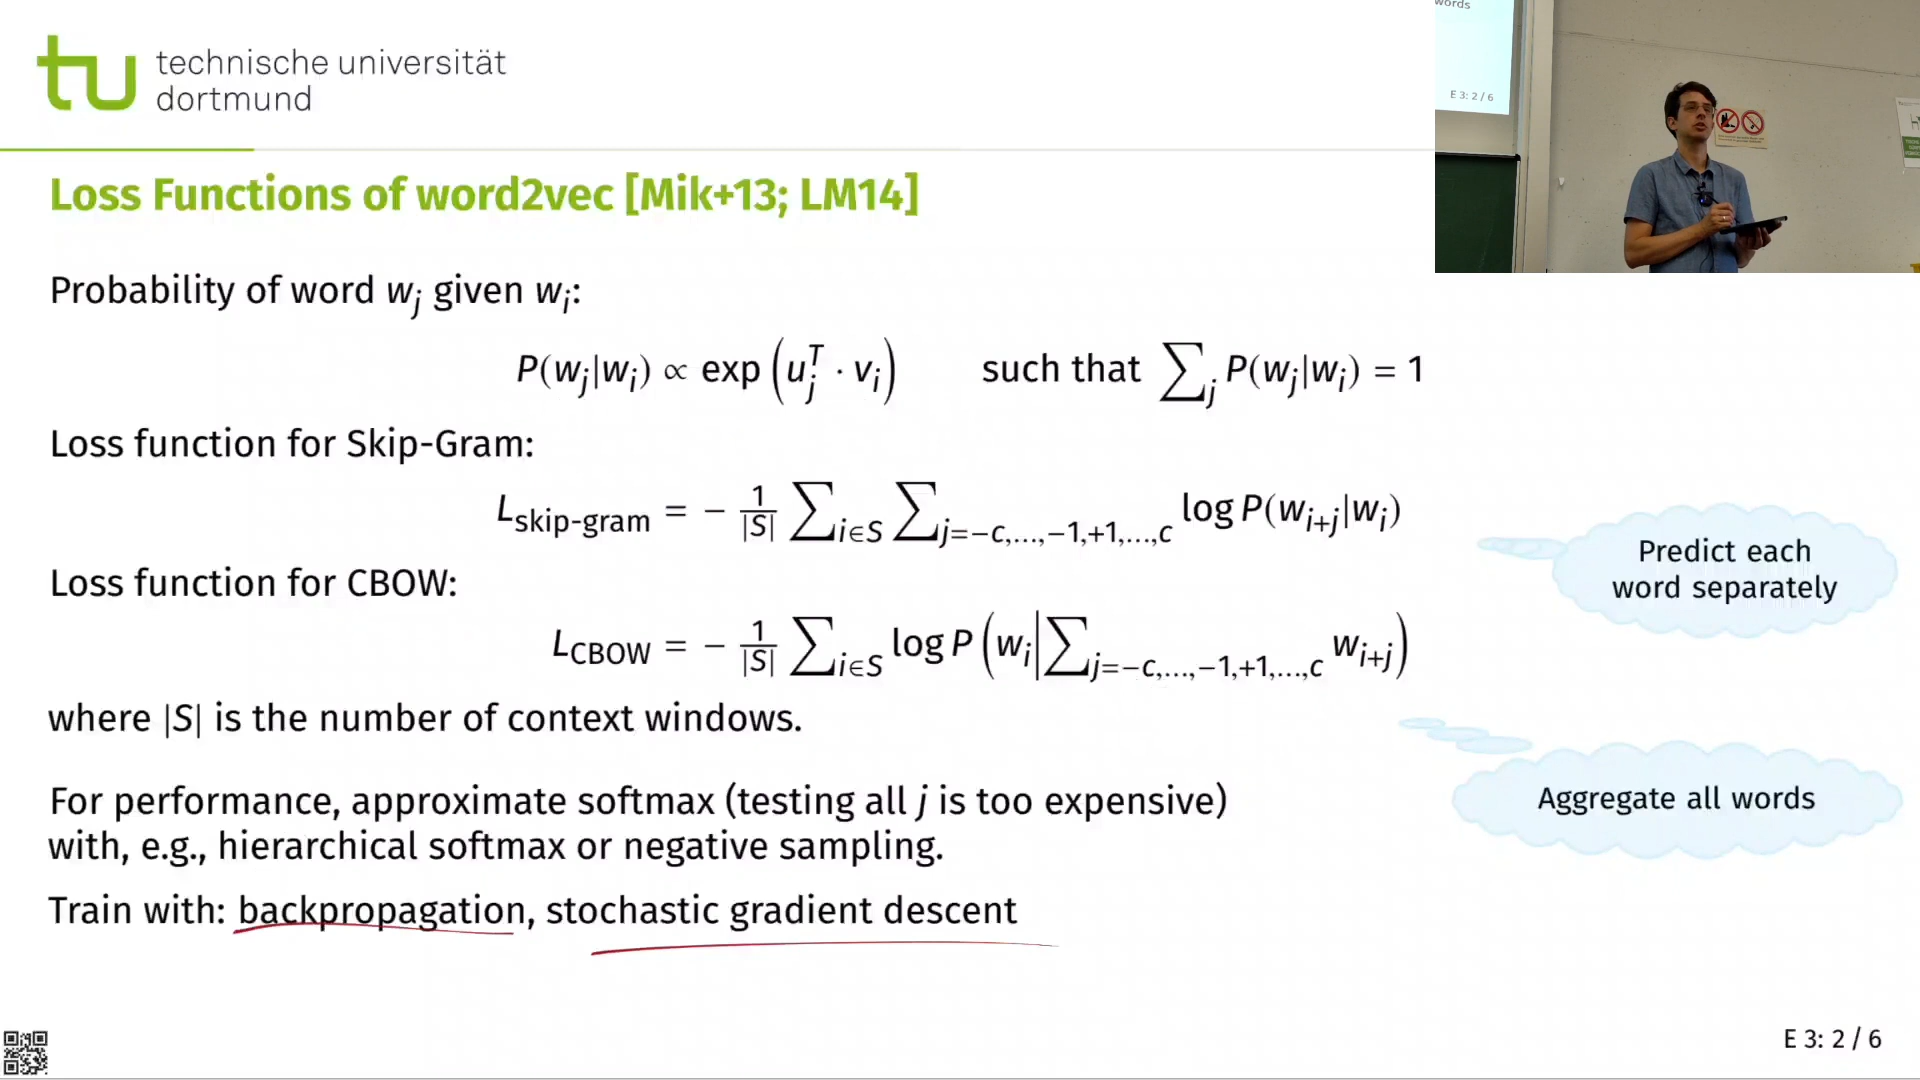 technische universität
dortmund
words
E 3: 2 / 6
Loss Functions of word2vec [Mik+13; LM14]
Probability of word w_j given w_i:
P(w_j|w_i) ∝ exp (u_j^T · v_i) such that ∑_j P(w_j|w_i) = 1
Loss function for Skip-Gram:
L_skip-gram = − 1/|S| ∑_{i∈S} ∑_{j=−c,…,−1,+1,…,c} log P(w_{i+j}|w_i)
Predict each
word separately
Loss function for CBOW:
L_CBOW = − 1/|S| ∑_{i∈S} log P (w_i | ∑_{j=−c,…,−1,+1,…,c} w_{i+j})
where |S| is the number of context windows.
Aggregate all words
For performance, approximate softmax (testing all j is too expensive)
with, e.g., hierarchical softmax or negative sampling.
Train with: backpropagation, stochastic gradient descent
E 3: 2 / 6